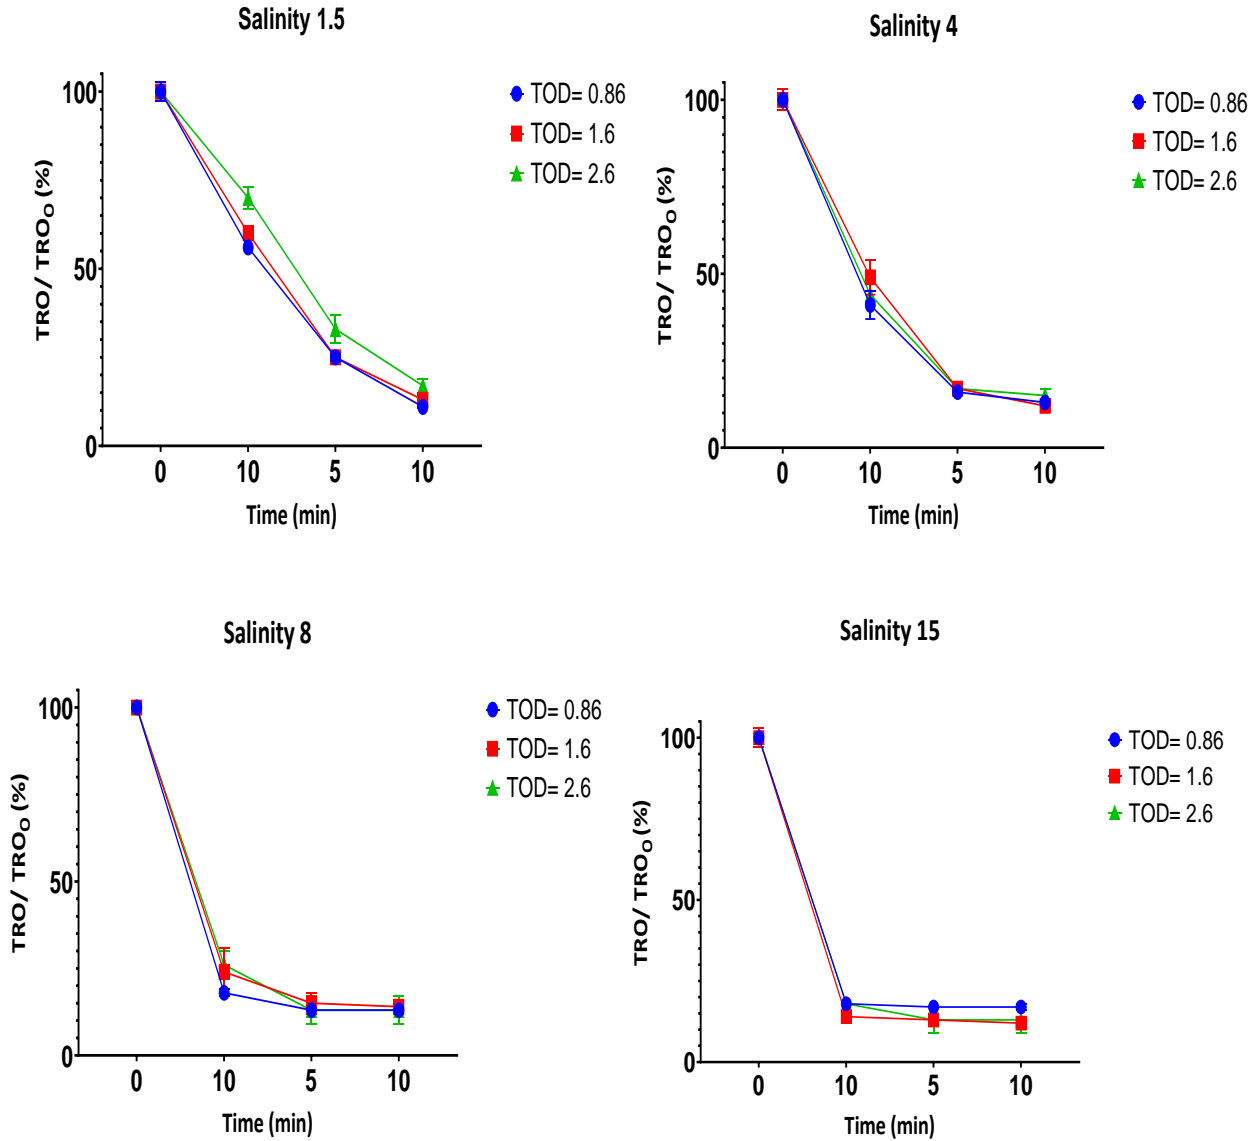 Salinity 1.5
TRO/ TRO₀ (%)
100
50
0
0 10 5 10
Time (min)
TOD= 0.86
TOD= 1.6
TOD= 2.6
Salinity 4
TRO/ TRO₀ (%)
100
50
0
0 10 5 10
Time (min)
TOD= 0.86
TOD= 1.6
TOD= 2.6
Salinity 8
TRO/ TRO₀ (%)
100
50
0
0 10 5 10
Time (min)
TOD= 0.86
TOD= 1.6
TOD= 2.6
Salinity 15
TRO/ TRO₀ (%)
100
50
0
0 10 5 10
Time (min)
TOD= 0.86
TOD= 1.6
TOD= 2.6